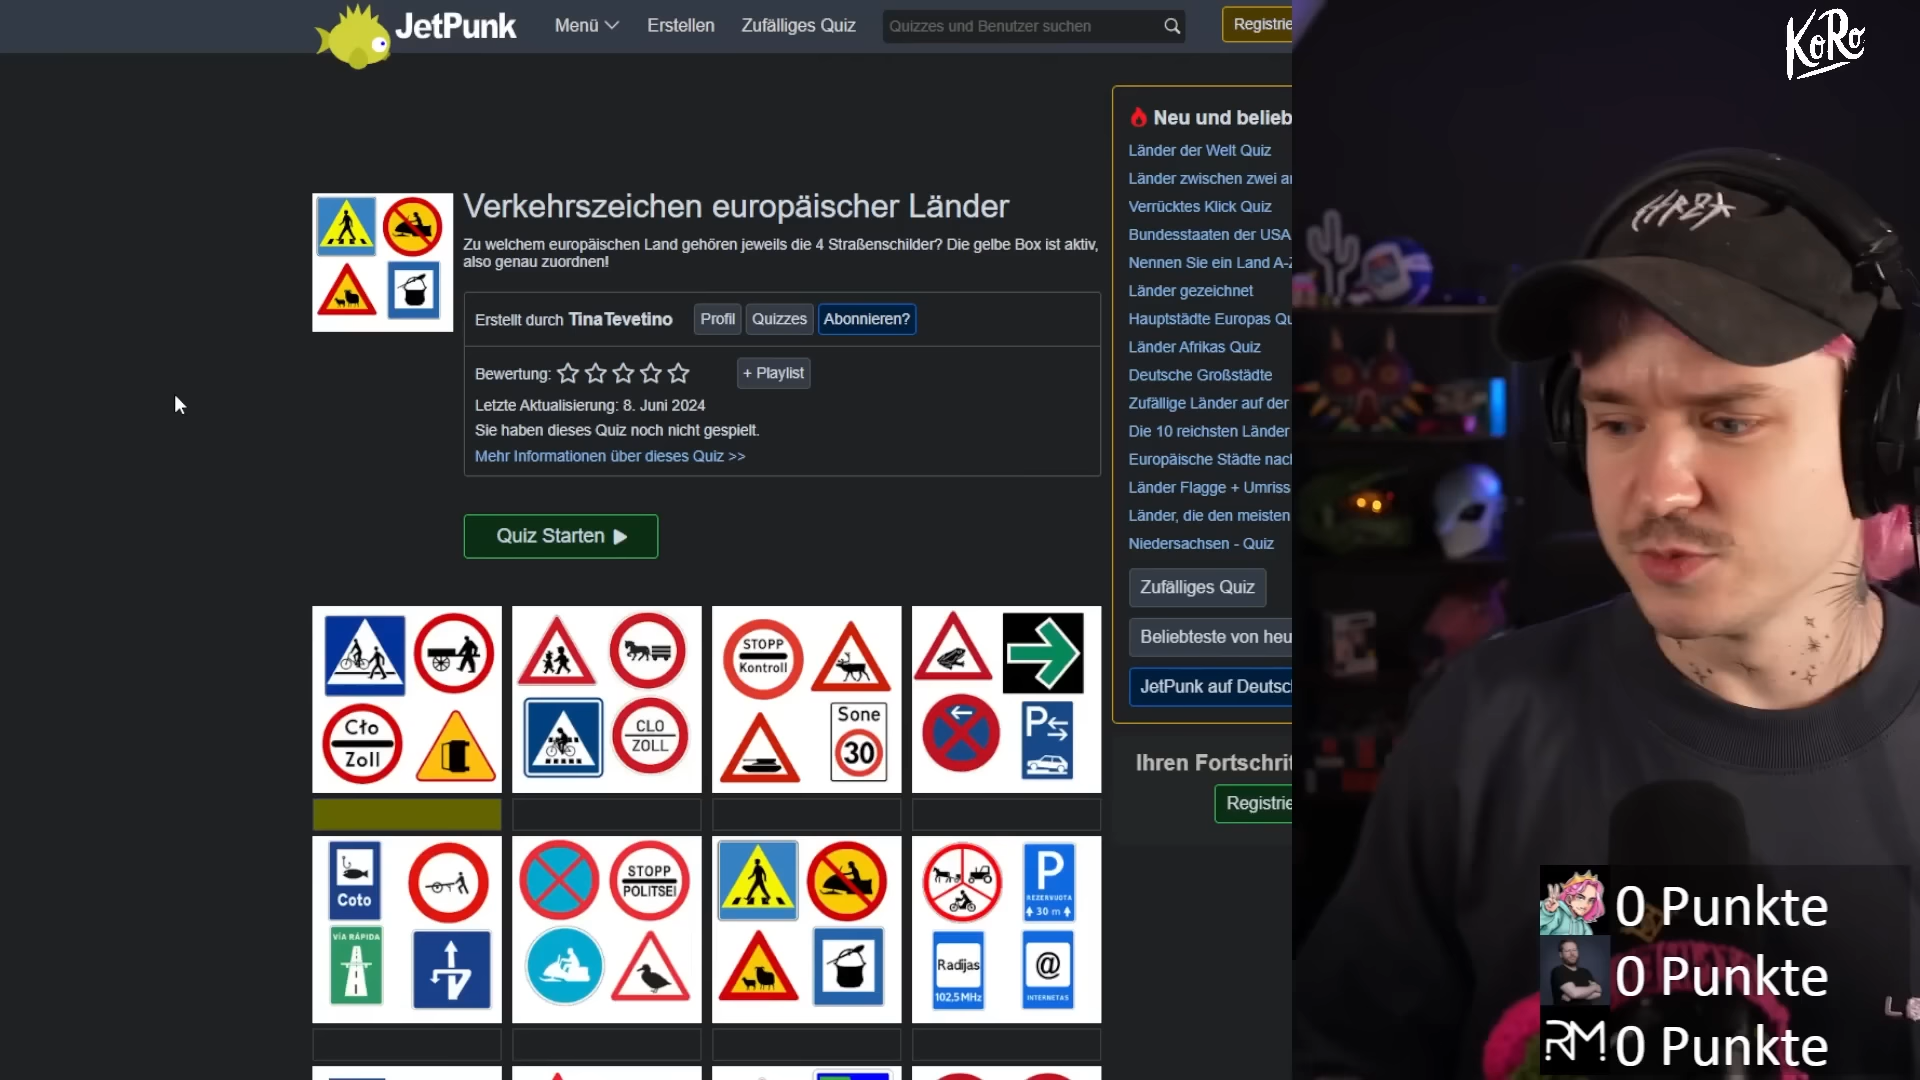 JetPunk
Menü
Erstellen
Zufälliges Quiz
Quizzes und Benutzer suchen
Registrie
KoRo
Neu und belieb
Länder der Welt Quiz
Länder zwischen zwei an
Verrücktes Klick Quiz
Bundesstaaten der USA
Nennen Sie ein Land A-Z
Länder gezeichnet
Hauptstädte Europas Qu
Länder Afrikas Quiz
Deutsche Großstädte
Zufällige Länder auf der
Die 10 reichsten Länder
Europäische Städte nach
Länder Flagge + Umriss
Länder, die den meisten
Niedersachsen - Quiz
Zufälliges Quiz
Beliebteste von heu
JetPunk auf Deutsc
Ihren Fortschrit
Registrie
Verkehrszeichen europäischer Länder
Zu welchem europäischen Land gehören jeweils die 4 Straßenschilder? Die gelbe Box ist aktiv,
also genau zuordnen!
Erstellt durch TinaTevetino
Profil
Quizzes
Abonnieren?
Bewertung:
+ Playlist
Letzte Aktualisierung: 8. Juni 2024
Sie haben dieses Quiz noch nicht gespielt.
Mehr Informationen über dieses Quiz >>
Quiz Starten
Cło
Zoll
CLO
ZOLL
STOPP
Kontroll
Sone
30
P
Coto
VÍA RÁPIDA
STOPP
POLITSEI
P
REZERVUOTA
30 m
Radijas
102,5 MHz
@
INTERNETAS
0 Punkte
0 Punkte
RM
0 Punkte